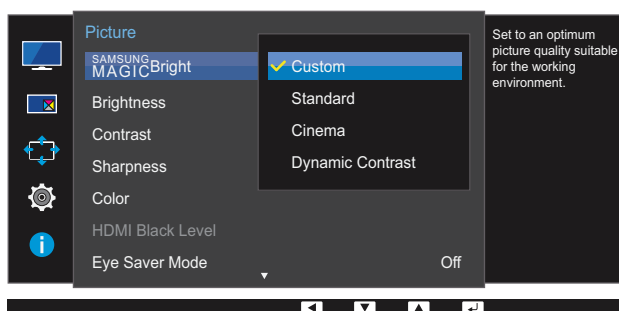 Picture
SAMSUNG
MAGICBright
Brightness
Contrast
Sharpness
Color
HDMI Black Level
Eye Saver Mode
Off
Custom
Standard
Cinema
Dynamic Contrast
Set to an optimum
picture quality suitable
for the working
environment.